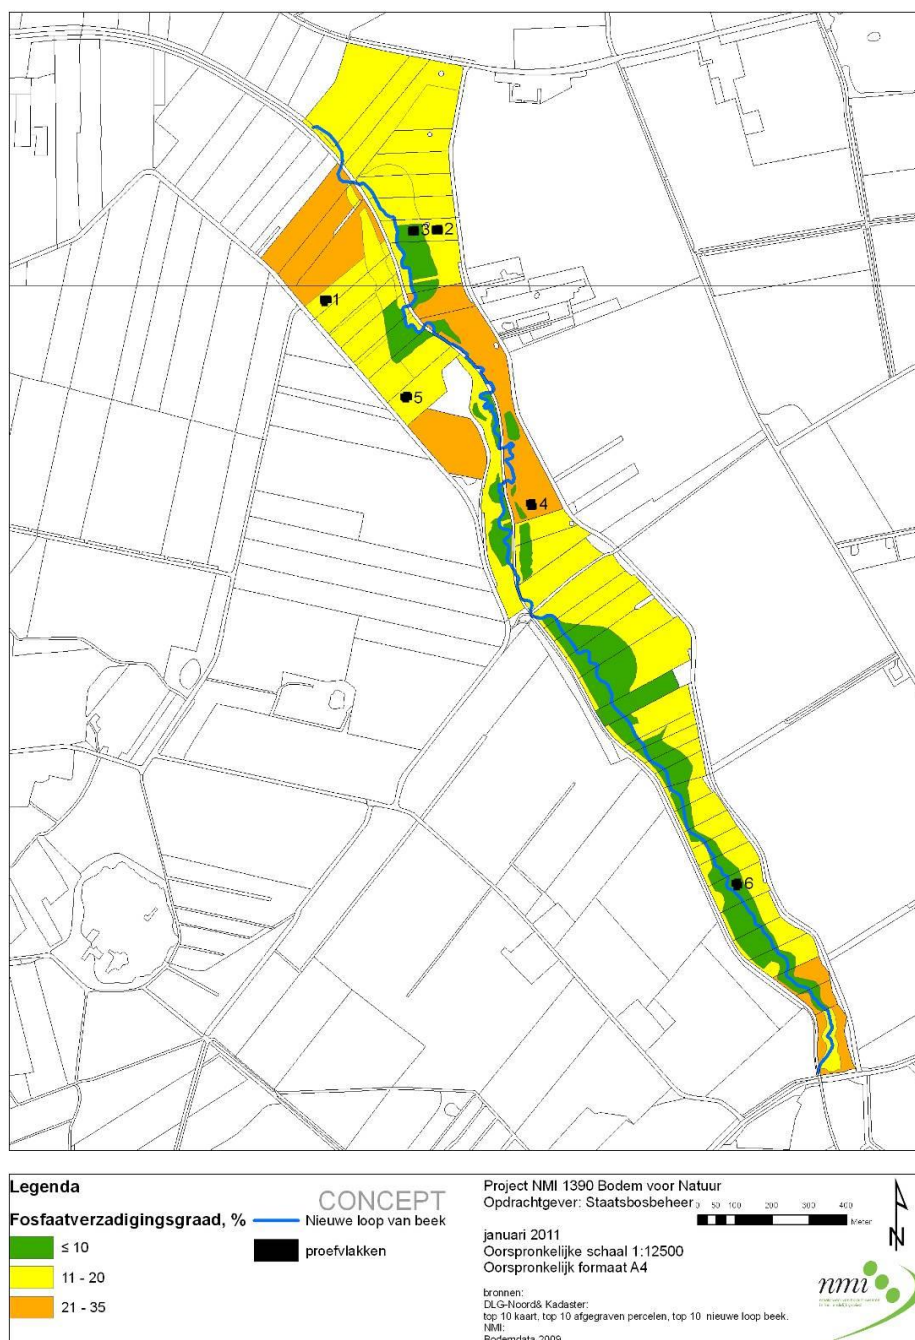 3
2
1
5
4
6
Legenda
CONCEPT
Fosfaatverzadigingsgraad, %
≤ 10
11 - 20
21 - 35
Nieuwe loop van beek
proefvlakken
Project NMI 1390 Bodem voor Natuur
Opdrachtgever: Staatsbosbeheer
0 50 100 200 300 400
Meter
januari 2011
Oorspronkelijke schaal 1:12500
Oorspronkelijk formaat A4
N
bronnen:
DLG-Noord& Kadaster:
top 10 kaart, top 10 afgegraven percelen, top 10 nieuwe loop beek.
NMI:
Bodemdata 2009
nmi